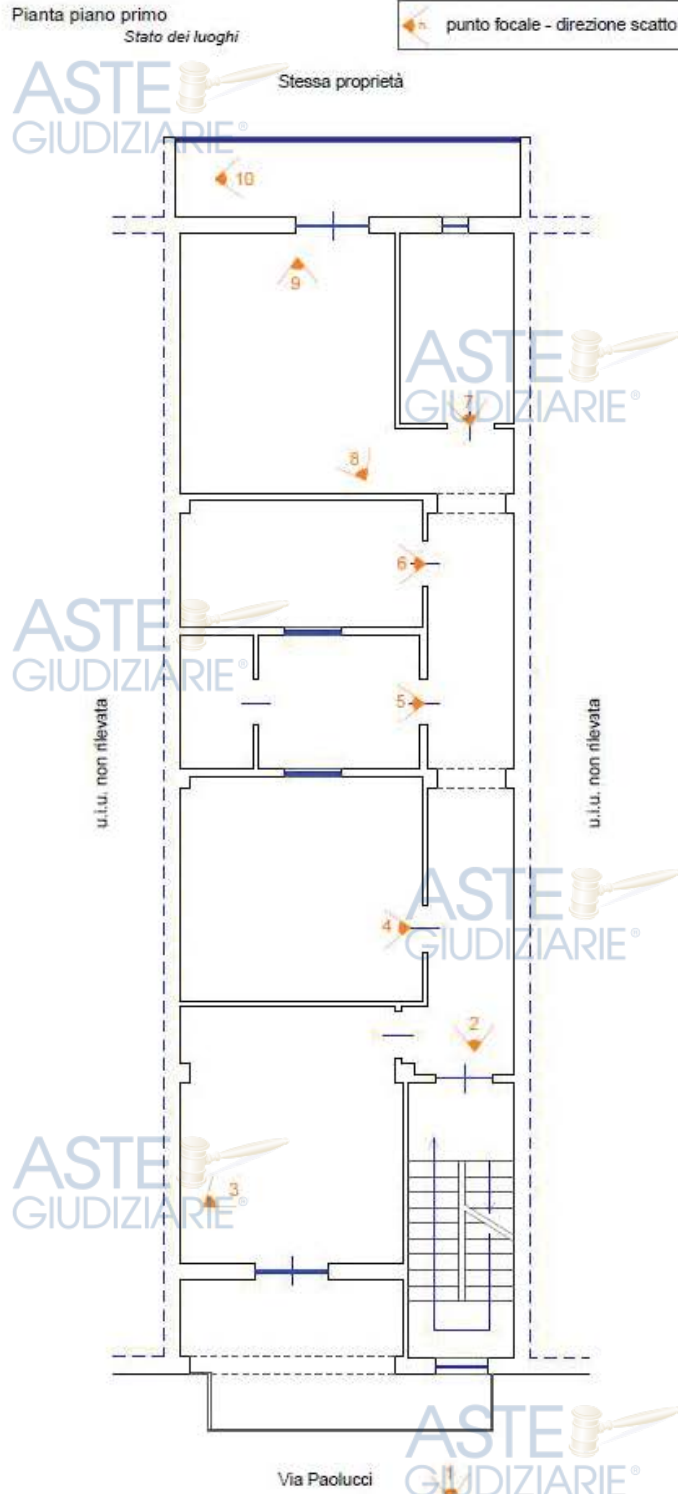 Pianta piano primo
Stato dei luoghi
n. punto focale - direzione scatto
Stessa proprietà
ASTE
GIUDIZIARIE®
10
9
ASTE
GIUDIZIARIE®
7
8
6
ASTE
GIUDIZIARIE®
5
u.i.u. non rilevata
u.i.u. non rilevata
ASTE
GIUDIZIARIE®
4
2
ASTE
GIUDIZIARIE®
3
ASTE
GIUDIZIARIE®
Via Paolucci
1